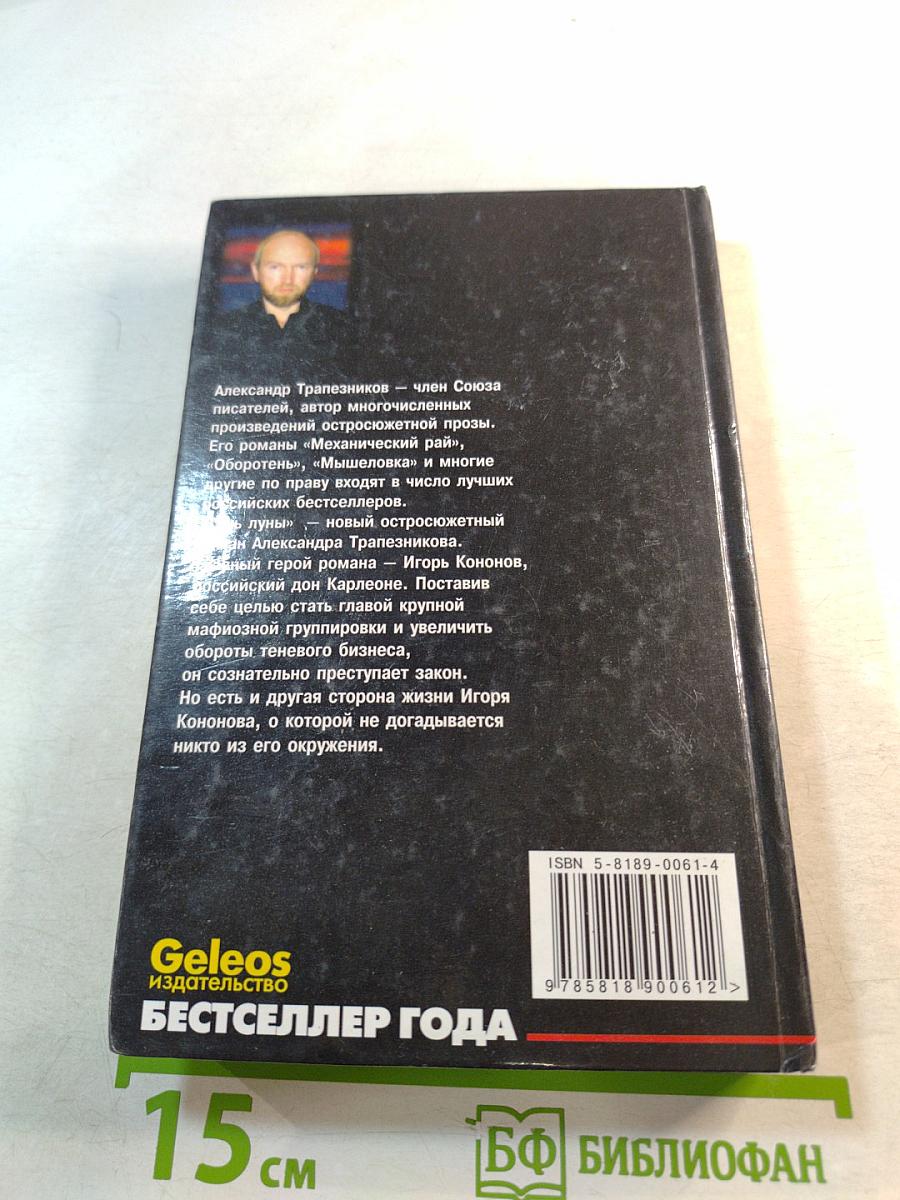 Александр Трапезников — член Союза
писателей, автор многочисленных
произведений остросюжетной прозы.
Его романы «Механический рай»,
«Оборотень», «Мышеловка» и многие
другие по праву входят в число лучших
российских бестселлеров.
луны» — новый остросюжетный
Александра Трапезникова.
герой романа — Игорь Кононов,
российский дон Карлеоне. Поставив
себе целью стать главой крупной
мафиозной группировки и увеличить
обороты теневого бизнеса,
он сознательно преступает закон.
Но есть и другая сторона жизни Игоря
Кононова, о которой не догадывается
никто из его окружения.
ISBN 5-8189-0061-4
9 785818 900612 >
Geleos
издательство
БЕСТСЕЛЛЕР ГОДА
15 см
БФ БИБЛИОФАН